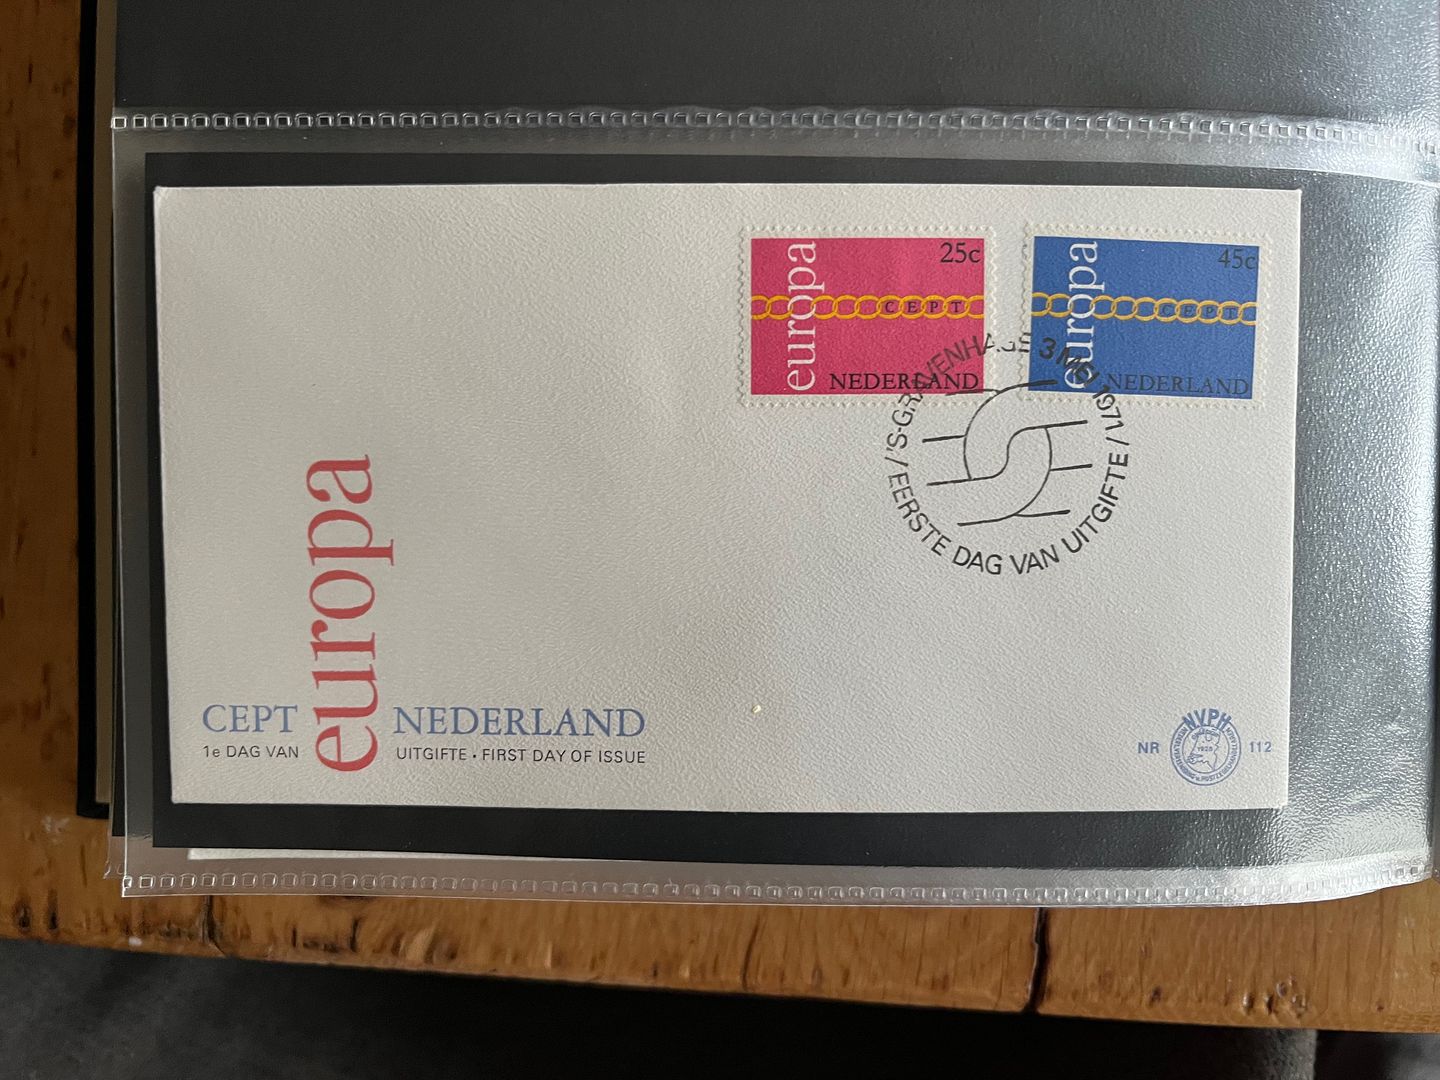 europa
25c
CEPT
NEDERLAND
europa
45c
CEPT
NEDERLAND
'S-GRAVENHAGE 3 MEI 1971
/EERSTE DAG VAN UITGIFTE/
europa
CEPT NEDERLAND
1e DAG VAN UITGIFTE • FIRST DAY OF ISSUE
NR
NVPH
1928
112